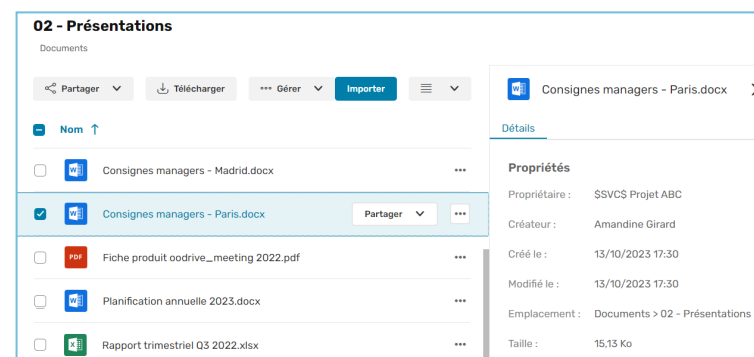 02 - Présentations
Documents
Partager
Télécharger
Gérer
Importer
Nom
Consignes managers - Madrid.docx
Consignes managers - Paris.docx
Partager
PDF
Fiche produit oodrive_meeting 2022.pdf
Planification annuelle 2023.docx
Rapport trimestriel Q3 2022.xlsx
Consignes managers - Paris.docx
Détails
Propriétés
Propriétaire : $SVC$ Projet ABC
Créateur : Amandine Girard
Créé le : 13/10/2023 17:30
Modifié le : 13/10/2023 17:30
Emplacement : Documents > 02 - Présentations
Taille : 15,13 Ko